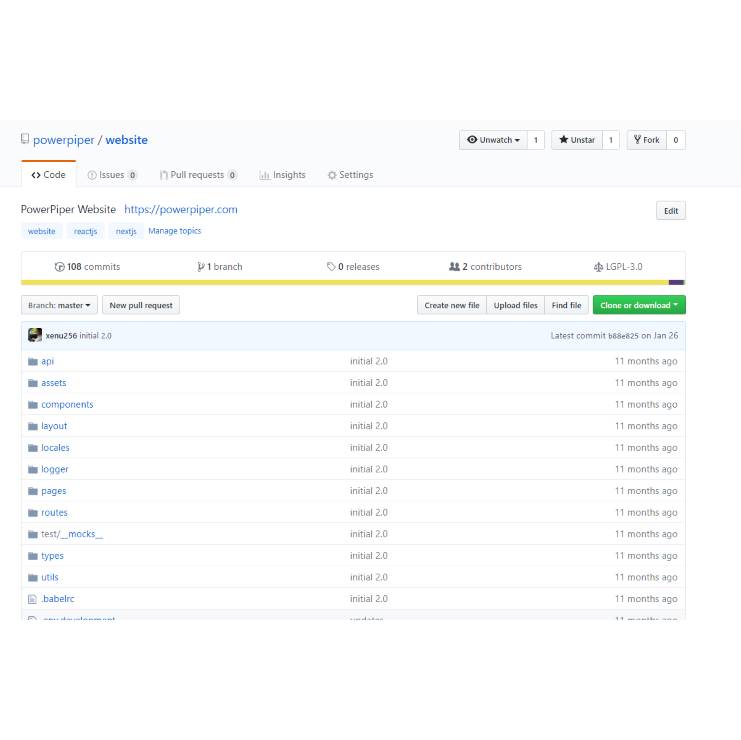 powerpiper / website
Unwatch 1 Unstar 1 Fork 0
Code Issues 0 Pull requests 0 Insights Settings
PowerPiper Website https://powerpiper.com Edit
website reactjs nextjs Manage topics
108 commits 1 branch 0 releases 2 contributors LGPL-3.0
Branch: master New pull request Create new file Upload files Find file Clone or download
xenu256 initial 2.0 Latest commit b88e825 on Jan 26
api initial 2.0 11 months ago
assets initial 2.0 11 months ago
components initial 2.0 11 months ago
layout initial 2.0 11 months ago
locales initial 2.0 11 months ago
logger initial 2.0 11 months ago
pages initial 2.0 11 months ago
routes initial 2.0 11 months ago
test/__mocks__ initial 2.0 11 months ago
types initial 2.0 11 months ago
utils initial 2.0 11 months ago
.babelrc initial 2.0 11 months ago
.env.development updates 11 months ago